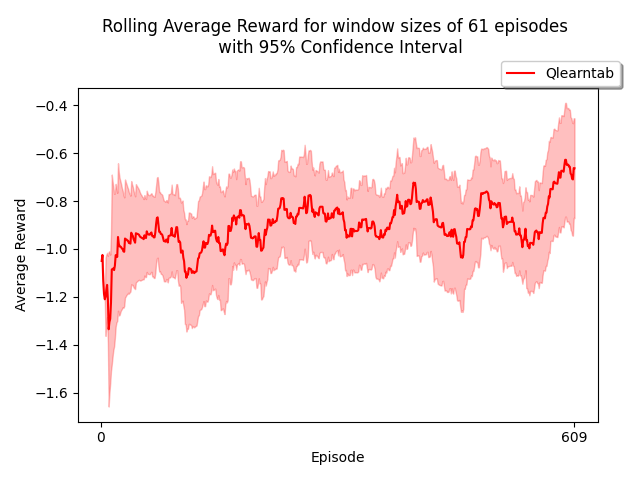 Rolling Average Reward for window sizes of 61 episodes
with 95% Confidence Interval
Qlearntab
−0.4
−0.6
−0.8
−1.0
−1.2
−1.4
−1.6
Average Reward
0
609
Episode